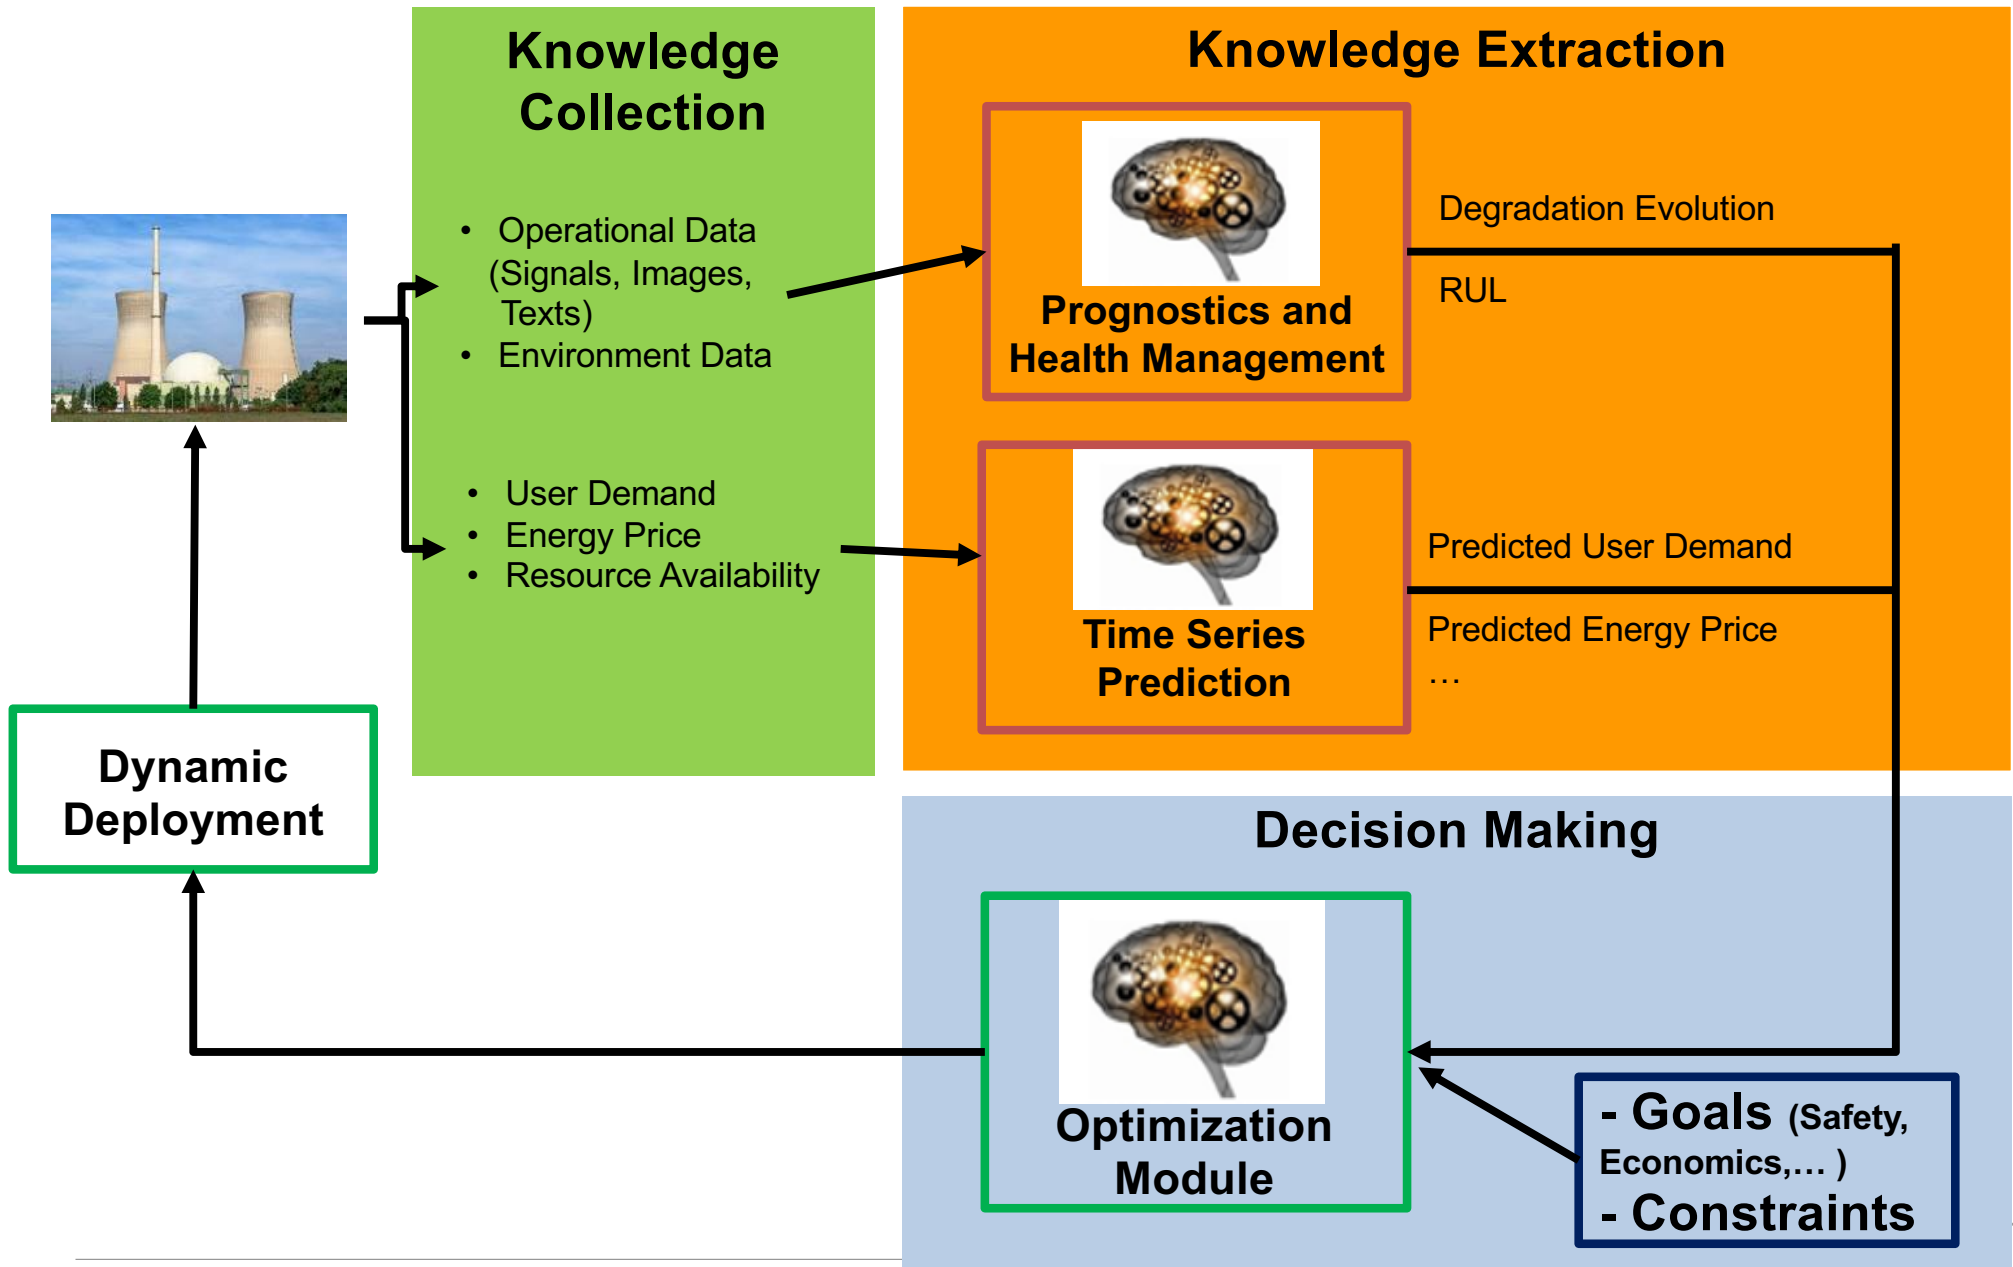 Knowledge
Collection
• Operational Data
(Signals, Images,
Texts)
• Environment Data
• User Demand
• Energy Price
• Resource Availability
Knowledge Extraction
Prognostics and
Health Management
Degradation Evolution
RUL
Time Series
Prediction
Predicted User Demand
Predicted Energy Price
…
Decision Making
Optimization
Module
- Goals (Safety,
Economics,… )
- Constraints
Dynamic
Deployment